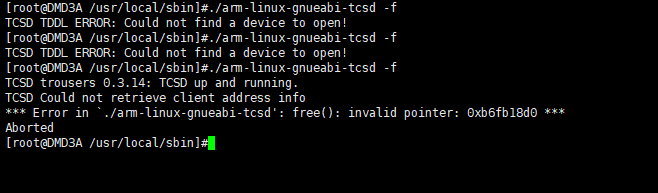 [root@DMD3A /usr/local/sbin]#./arm-linux-gnueabi-tcsd -f
TCSD TDDL ERROR: Could not find a device to open!
[root@DMD3A /usr/local/sbin]#./arm-linux-gnueabi-tcsd -f
TCSD TDDL ERROR: Could not find a device to open!
[root@DMD3A /usr/local/sbin]#./arm-linux-gnueabi-tcsd -f
TCSD trousers 0.3.14: TCSD up and running.
TCSD Could not retrieve client address info
*** Error in `./arm-linux-gnueabi-tcsd': free(): invalid pointer: 0xb6fb18d0 ***
Aborted
[root@DMD3A /usr/local/sbin]#